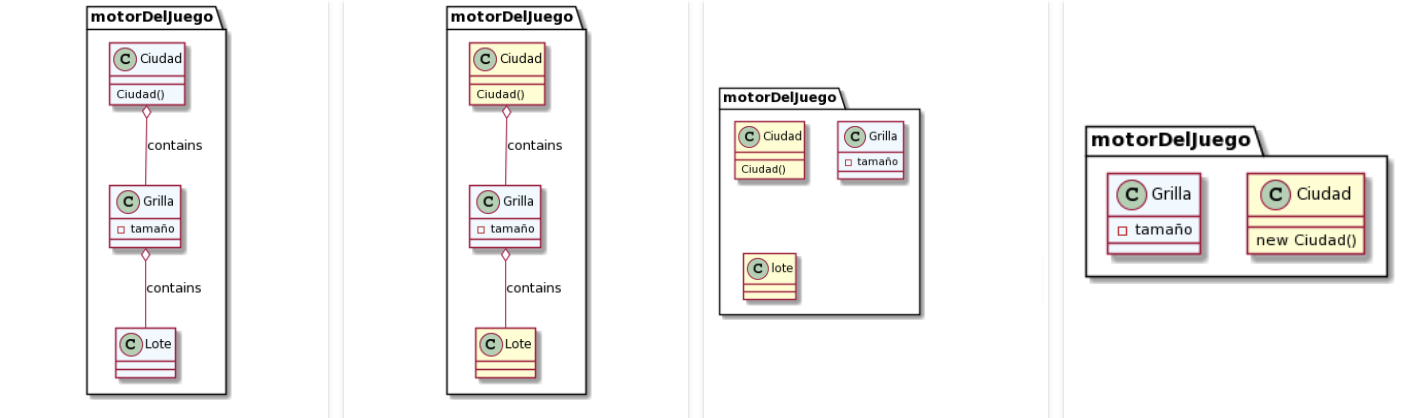 motorDelJuego
C Ciudad
Ciudad()
contains
C Grilla
tamaño
contains
C Lote
motorDelJuego
C Ciudad
Ciudad()
contains
C Grilla
tamaño
contains
C Lote
motorDelJuego
C Ciudad
Ciudad()
C Grilla
tamaño
C lote
motorDelJuego
C Grilla
tamaño
C Ciudad
new Ciudad()